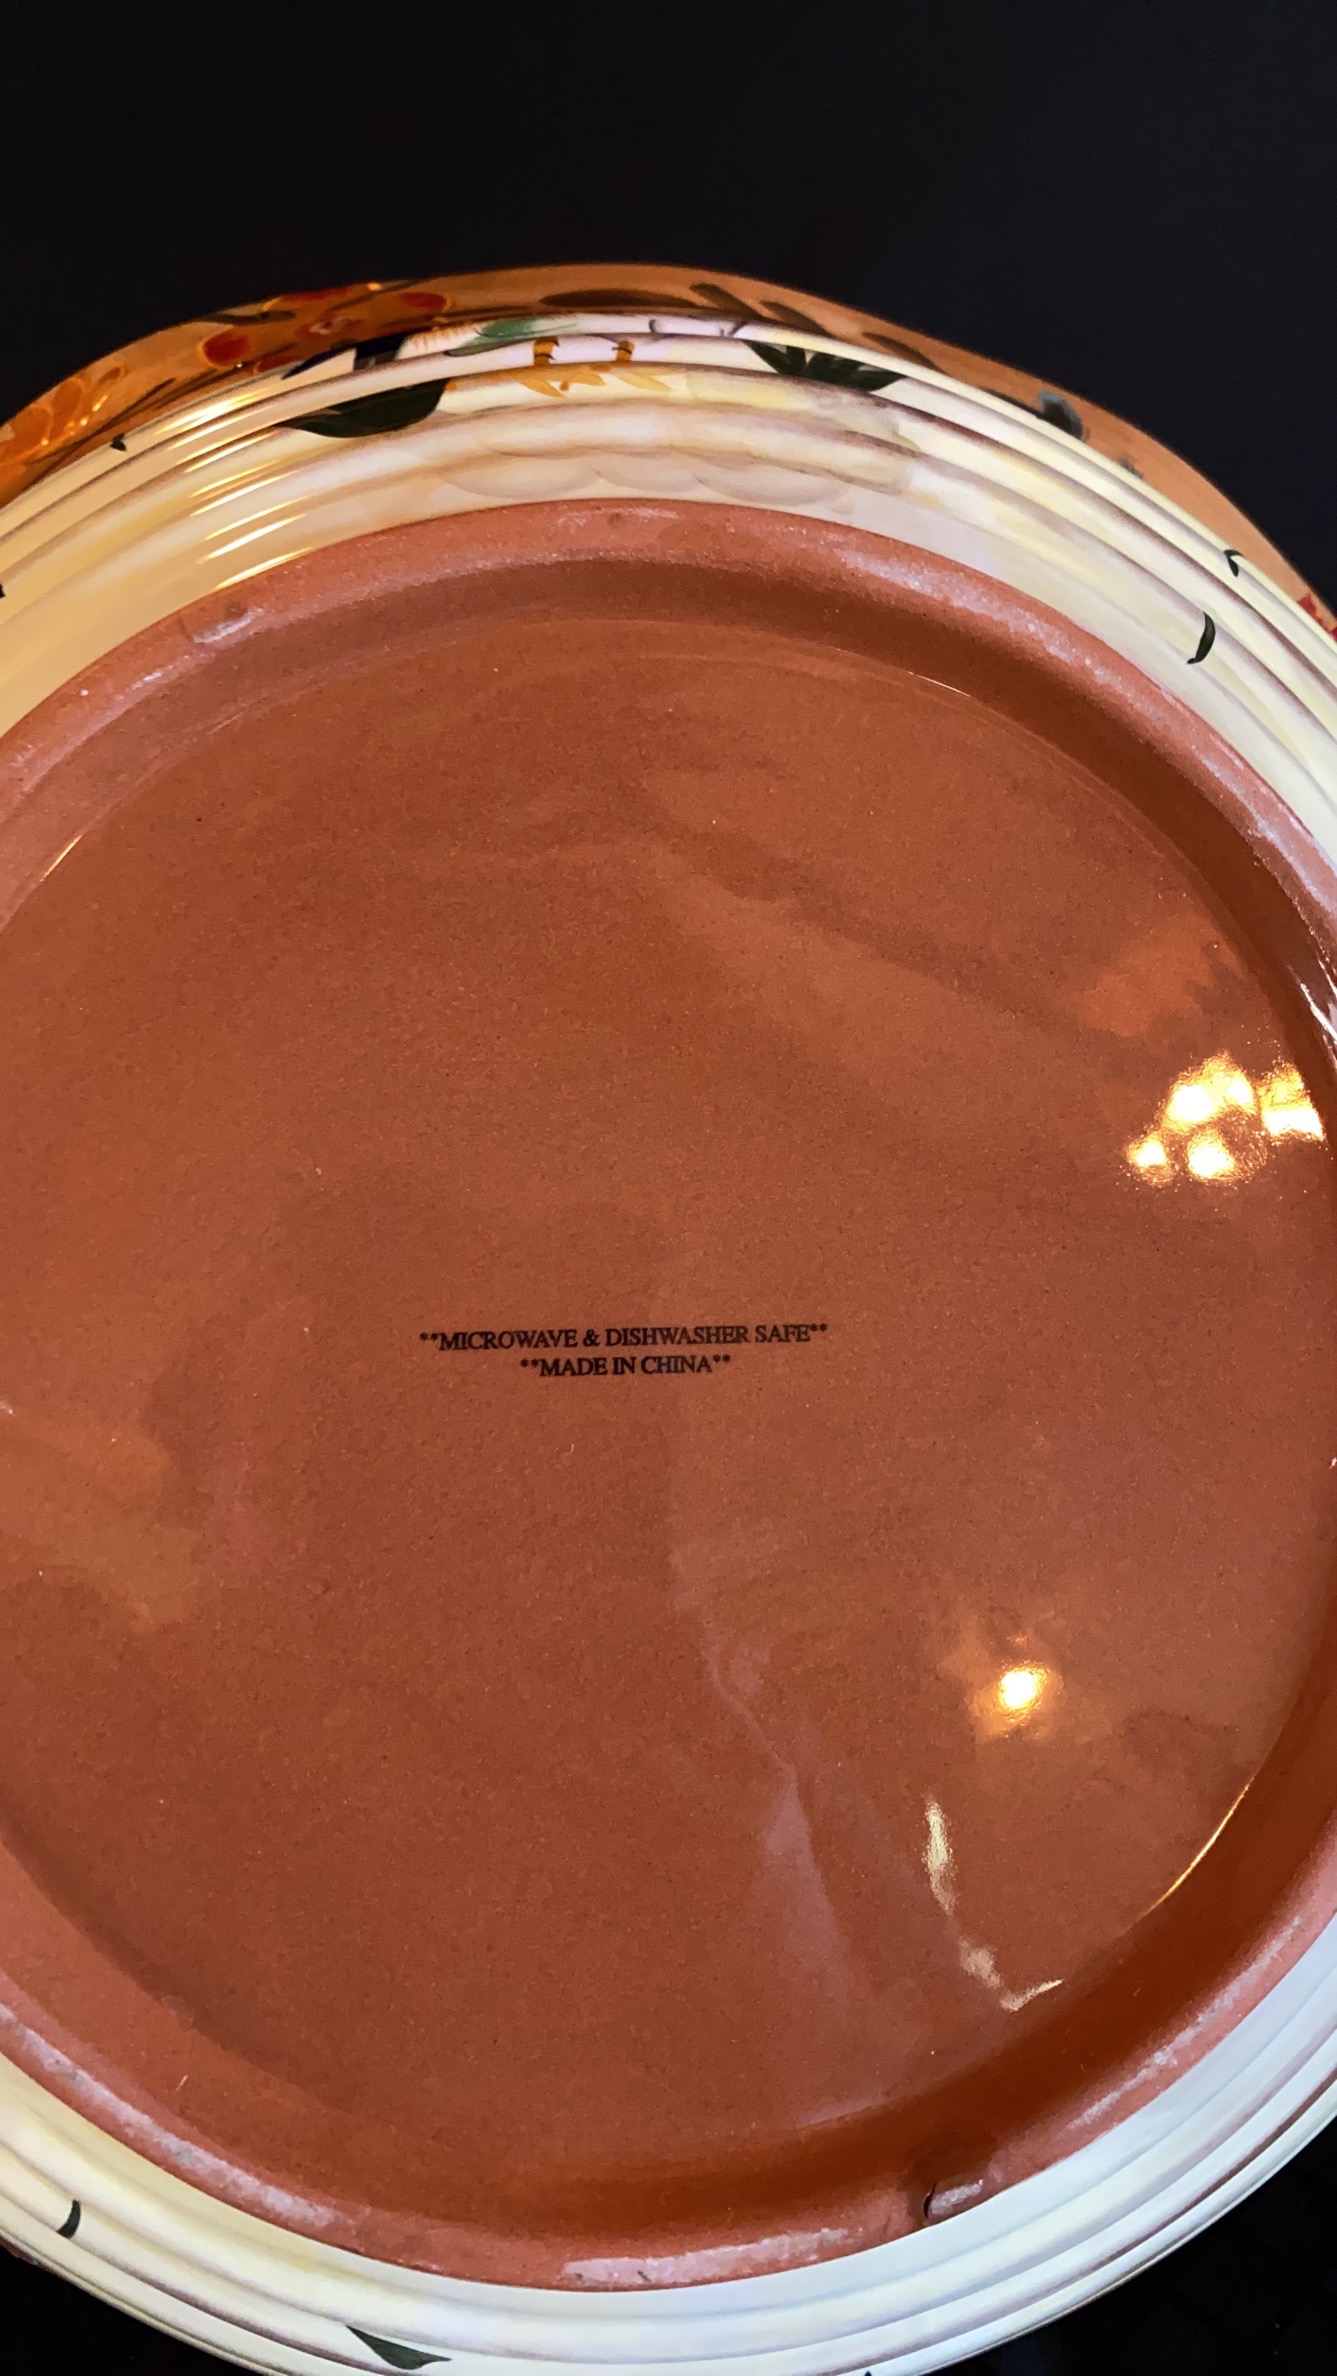 **MICROWAVE & DISHWASHER SAFE**
**MADE IN CHINA**